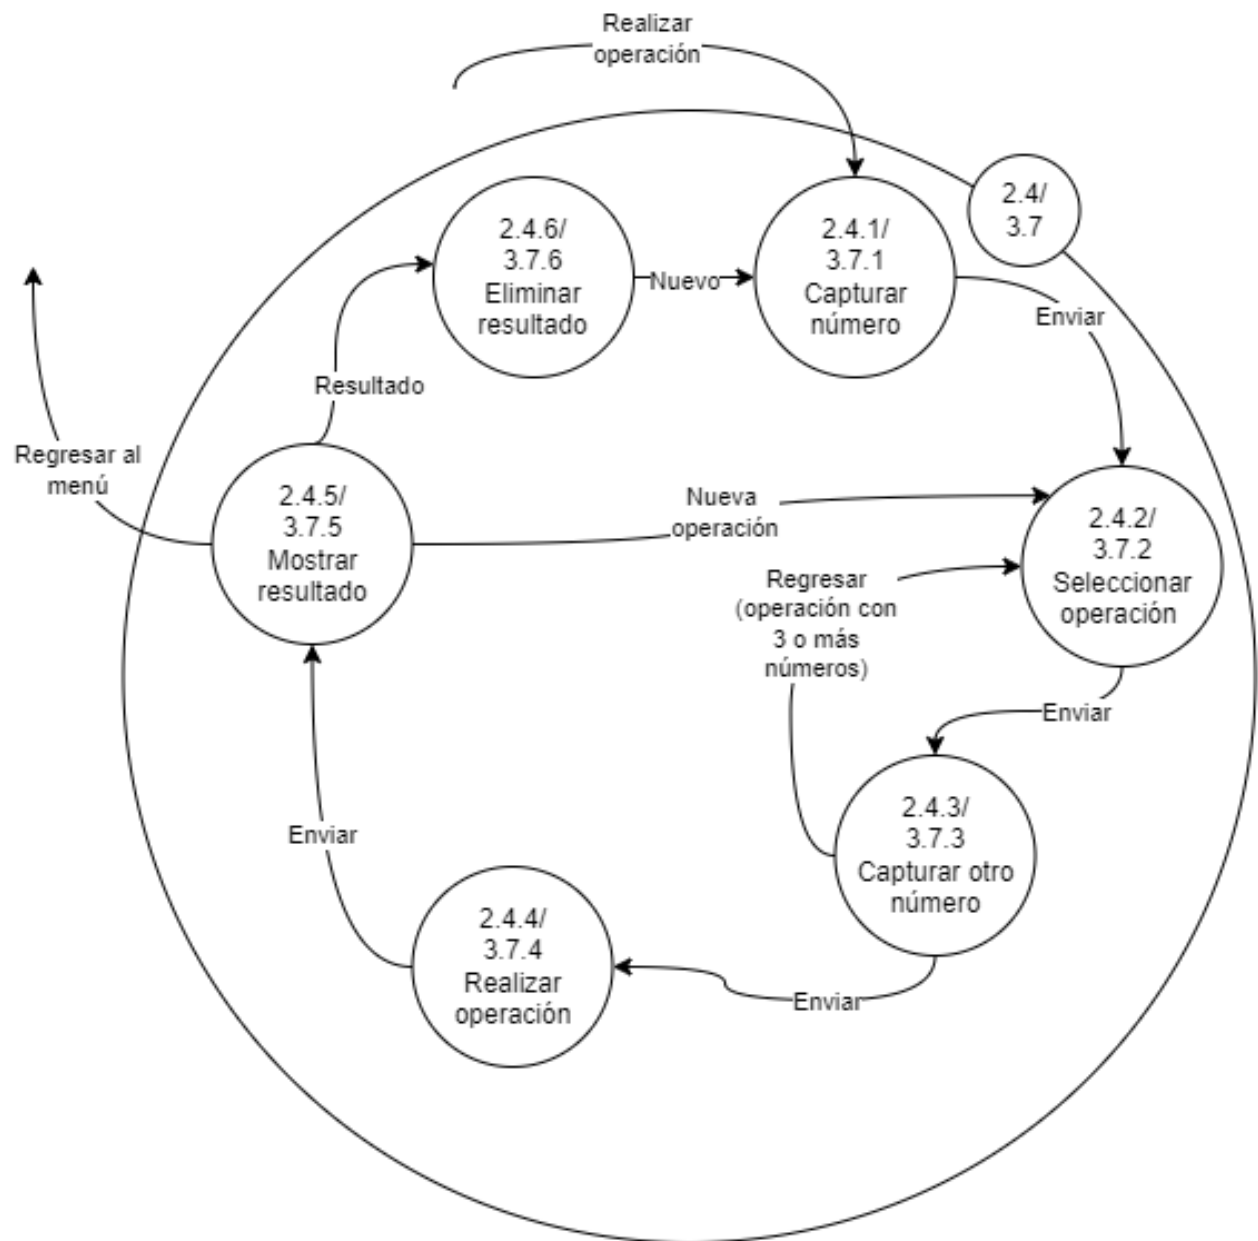 Realizar
operación
2.4/
3.7
2.4.6/
3.7.6
Eliminar
resultado
Nuevo
2.4.1/
3.7.1
Capturar
número
Enviar
Resultado
Regresar al
menú
2.4.5/
3.7.5
Mostrar
resultado
Nueva
operación
2.4.2/
3.7.2
Seleccionar
operación
Regresar
(operación con
3 o más
números)
Enviar
2.4.3/
3.7.3
Capturar otro
número
Enviar
2.4.4/
3.7.4
Realizar
operación
Enviar